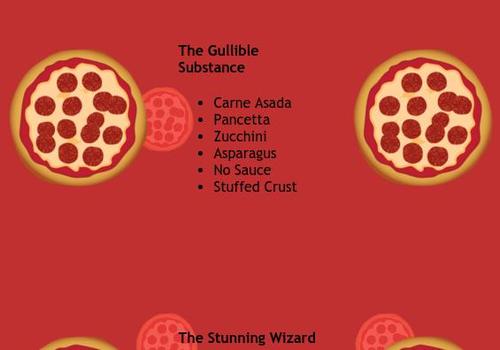 The Gullible
Substance
Carne Asada
Pancetta
Zucchini
Asparagus
No Sauce
Stuffed Crust
The Stunning Wizard